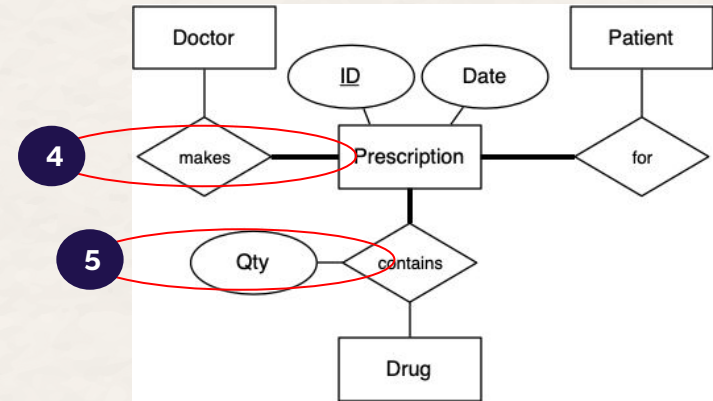 Doctor
Patient
ID
Date
4
makes
Prescription
for
5
Qty
contains
Drug